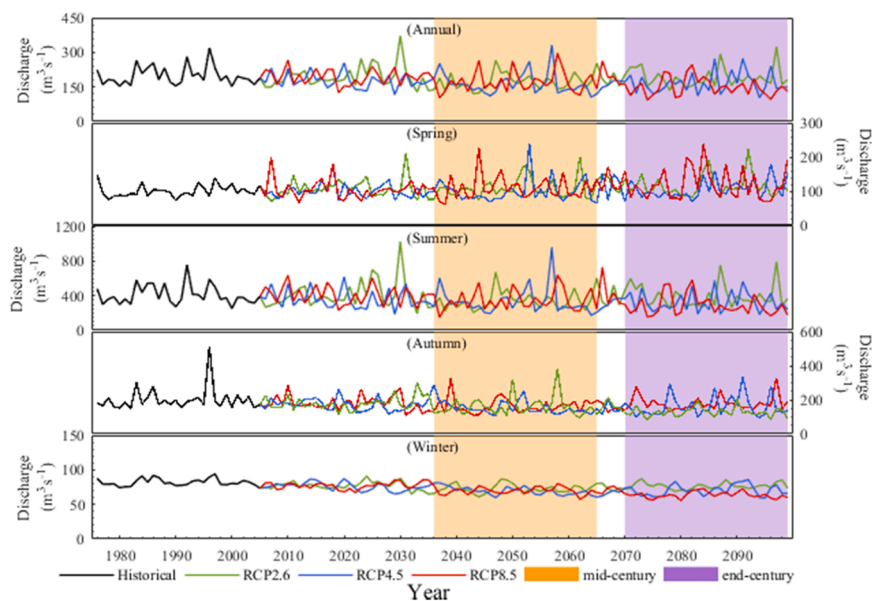 (Annual)
450
300
150
0
Discharge
(m³s⁻¹)
(Spring)
300
200
100
0
Discharge
(m³s⁻¹)
(Summer)
1200
800
400
0
Discharge
(m³s⁻¹)
(Autumn)
600
400
200
0
Discharge
(m³s⁻¹)
(Winter)
150
100
50
0
Discharge
(m³s⁻¹)
1980 1990 2000 2010 2020 2030 2040 2050 2060 2070 2080 2090
Historical RCP2.6 RCP4.5 RCP8.5 mid-century end-century
Year